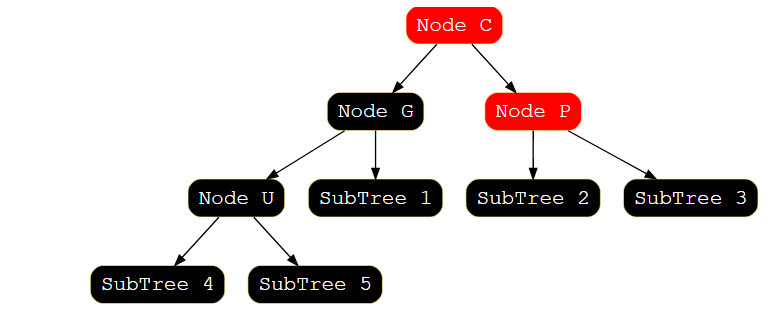 Node C
Node G
Node P
Node U
SubTree 1
SubTree 2
SubTree 3
SubTree 4
SubTree 5